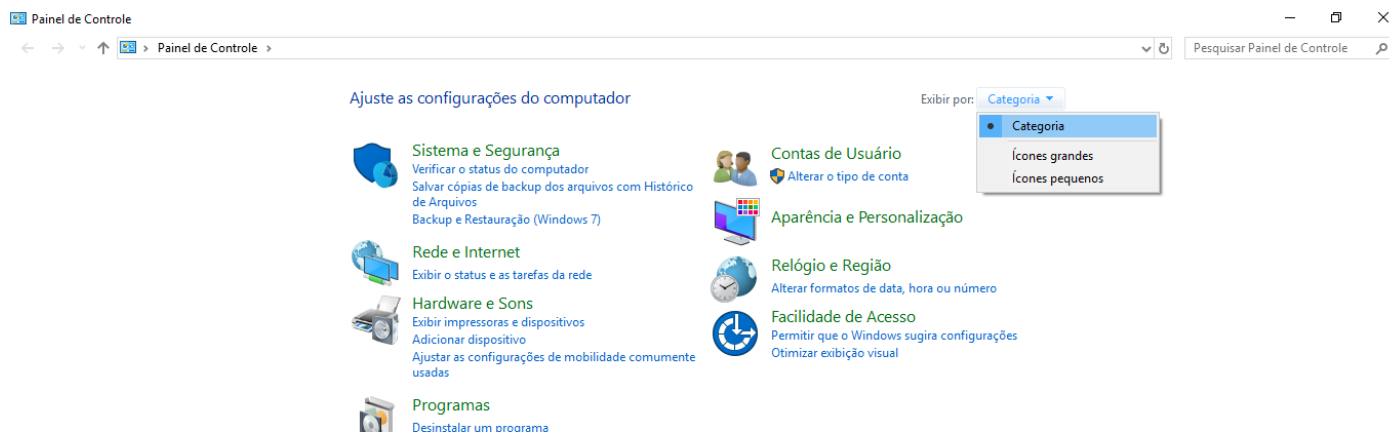 Painel de Controle
Painel de Controle
Pesquisar Painel de Controle
Ajuste as configurações do computador
Exibir por: Categoria
Categoria
Ícones grandes
Ícones pequenos
Sistema e Segurança
Verificar o status do computador
Salvar cópias de backup dos arquivos com Histórico
de Arquivos
Backup e Restauração (Windows 7)
Rede e Internet
Exibir o status e as tarefas da rede
Hardware e Sons
Exibir impressoras e dispositivos
Adicionar dispositivo
Ajustar as configurações de mobilidade comumente
usadas
Programas
Desinstalar um programa
Contas de Usuário
Alterar o tipo de conta
Aparência e Personalização
Relógio e Região
Alterar formatos de data, hora ou número
Facilidade de Acesso
Permitir que o Windows sugira configurações
Otimizar exibição visual